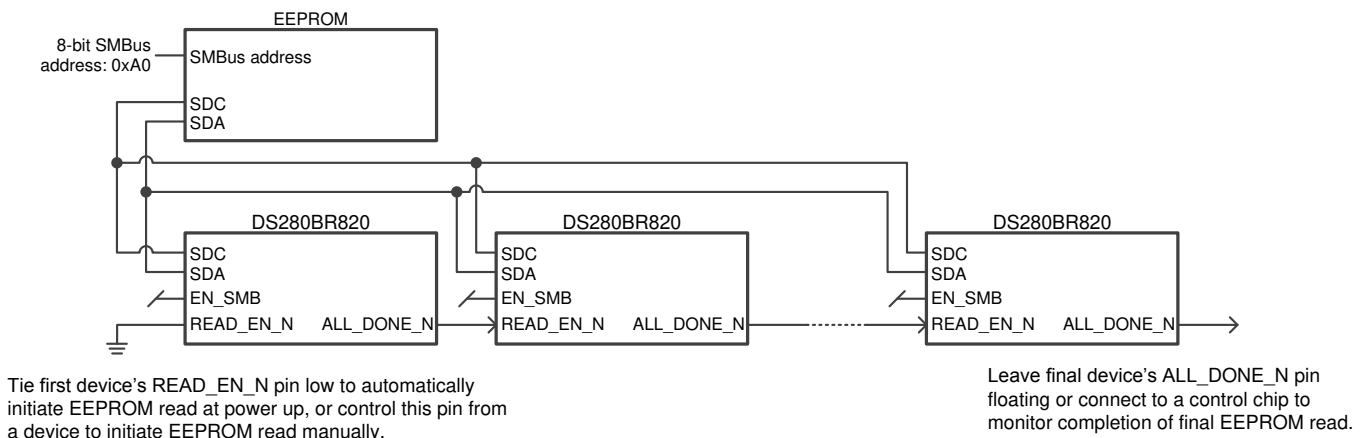 EEPROM
8-bit SMBus
address: 0xA0
SMBus address
SDC
SDA
DS280BR820
SDC
SDA
EN_SMB
READ_EN_N ALL_DONE_N
DS280BR820
SDC
SDA
EN_SMB
READ_EN_N ALL_DONE_N
DS280BR820
SDC
SDA
EN_SMB
READ_EN_N ALL_DONE_N
Tie first device's READ_EN_N pin low to automatically
initiate EEPROM read at power up, or control this pin from
a device to initiate EEPROM read manually.
Leave final device's ALL_DONE_N pin
floating or connect to a control chip to
monitor completion of final EEPROM read.